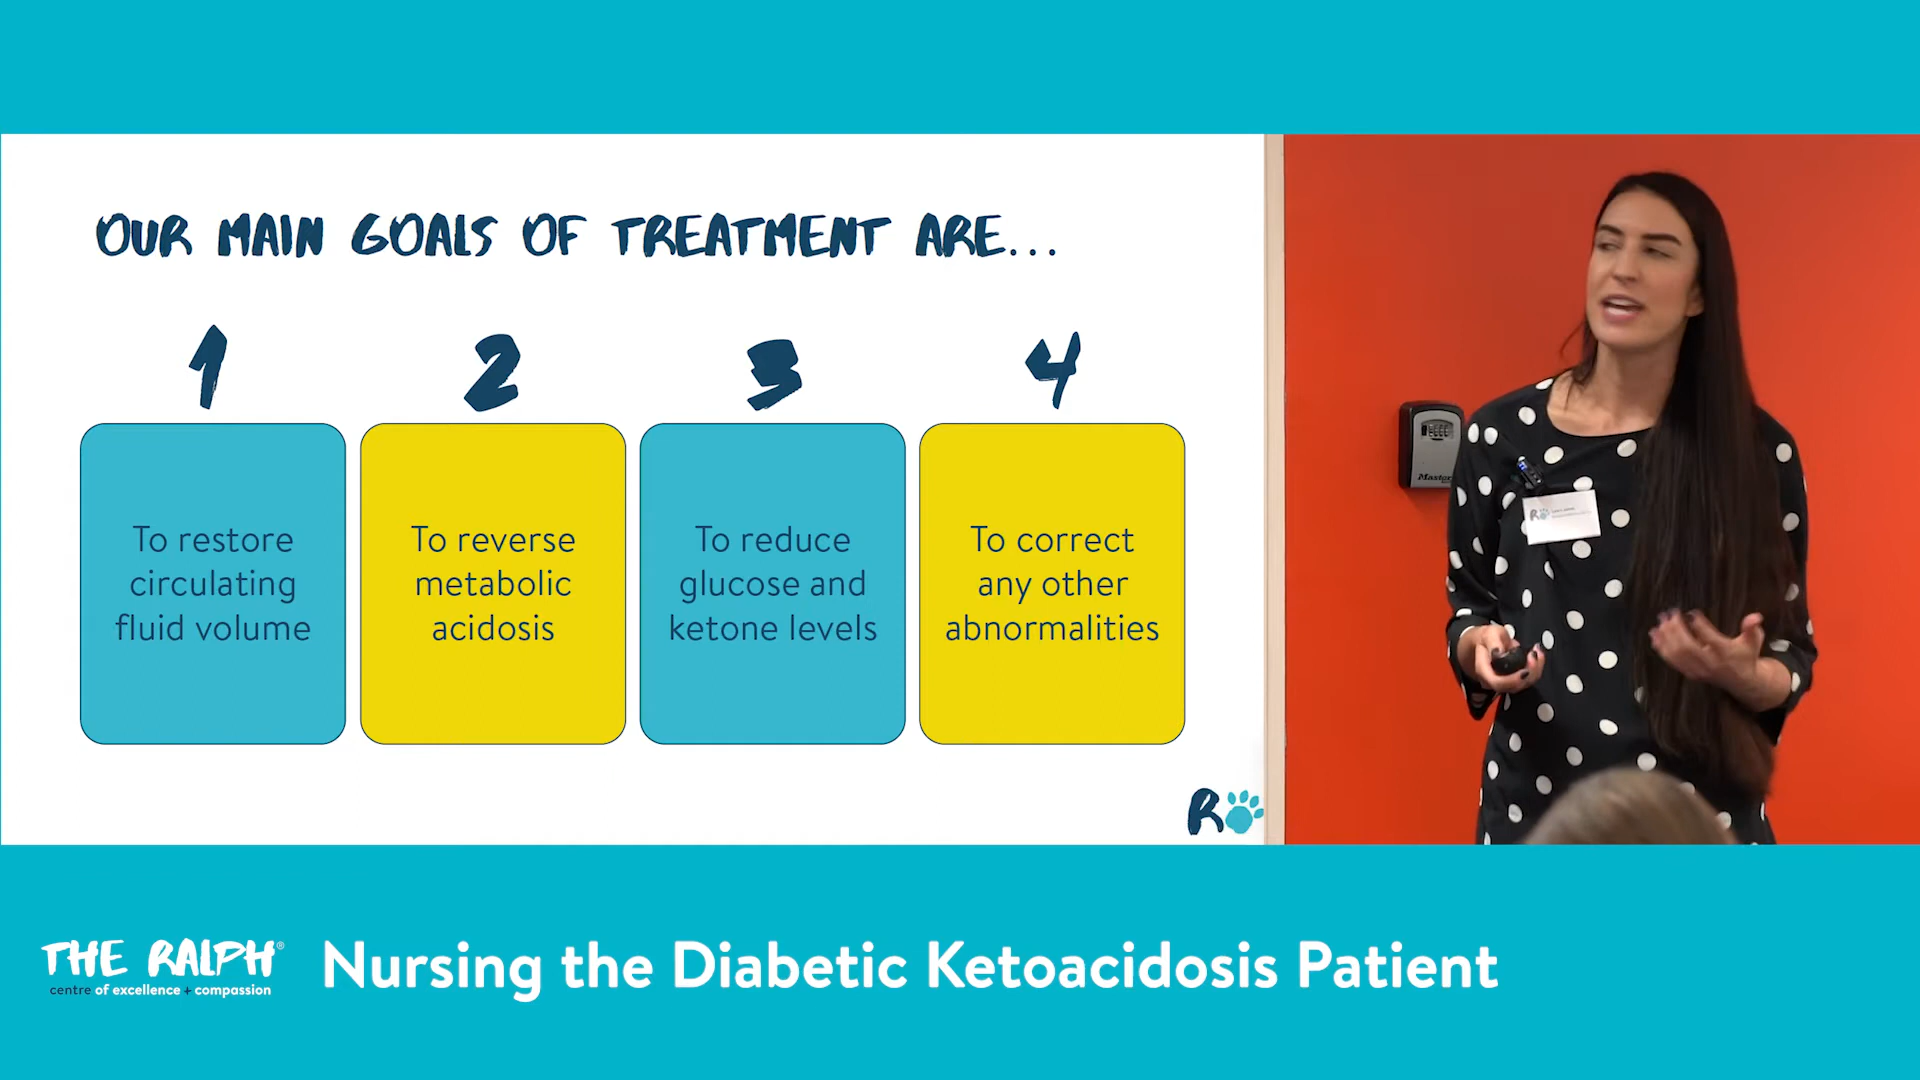 OUR MAIN GOALS OF TREATMENT ARE...
1
2
3
4
To restore
circulating
fluid volume
To reverse
metabolic
acidosis
To reduce
glucose and
ketone levels
To correct
any other
abnormalities
R
Master
R
THE RALPH®
centre of excellence + compassion
Nursing the Diabetic Ketoacidosis Patient